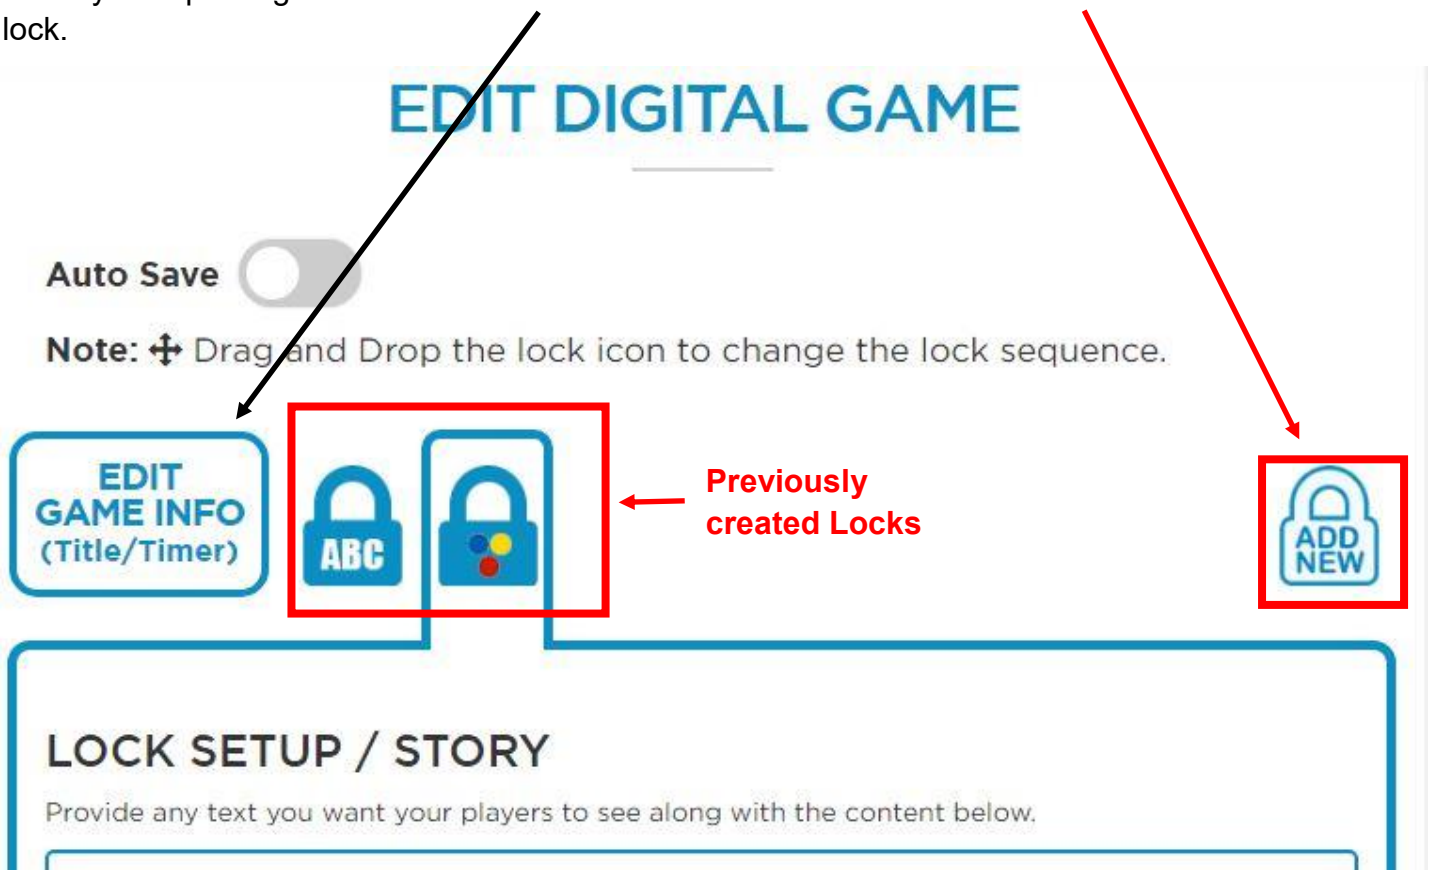 lock.
EDIT DIGITAL GAME
Auto Save
Note: Drag and Drop the lock icon to change the lock sequence.
EDIT
GAME INFO
(Title/Timer)
ABC
Previously
created Locks
ADD
NEW
LOCK SETUP / STORY
Provide any text you want your players to see along with the content below.